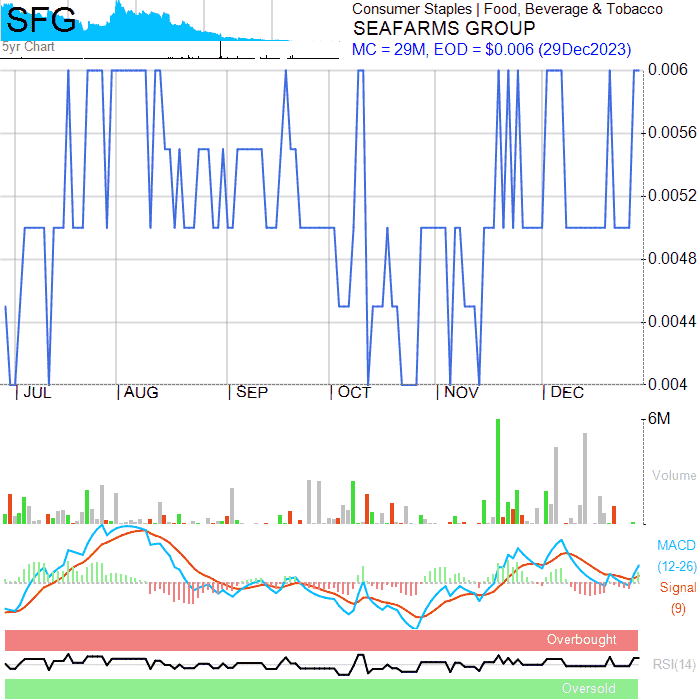 SFG
5yr Chart
Consumer Staples | Food, Beverage & Tobacco
SEAFARMS GROUP
MC = 29M, EOD = $0.006 (29Dec2023)
0.006
0.0056
0.0052
0.0048
0.0044
0.004
JUL
AUG
SEP
OCT
NOV
DEC
6M
Volume
MACD
(12-26)
Signal
(9)
Overbought
RSI(14)
Oversold